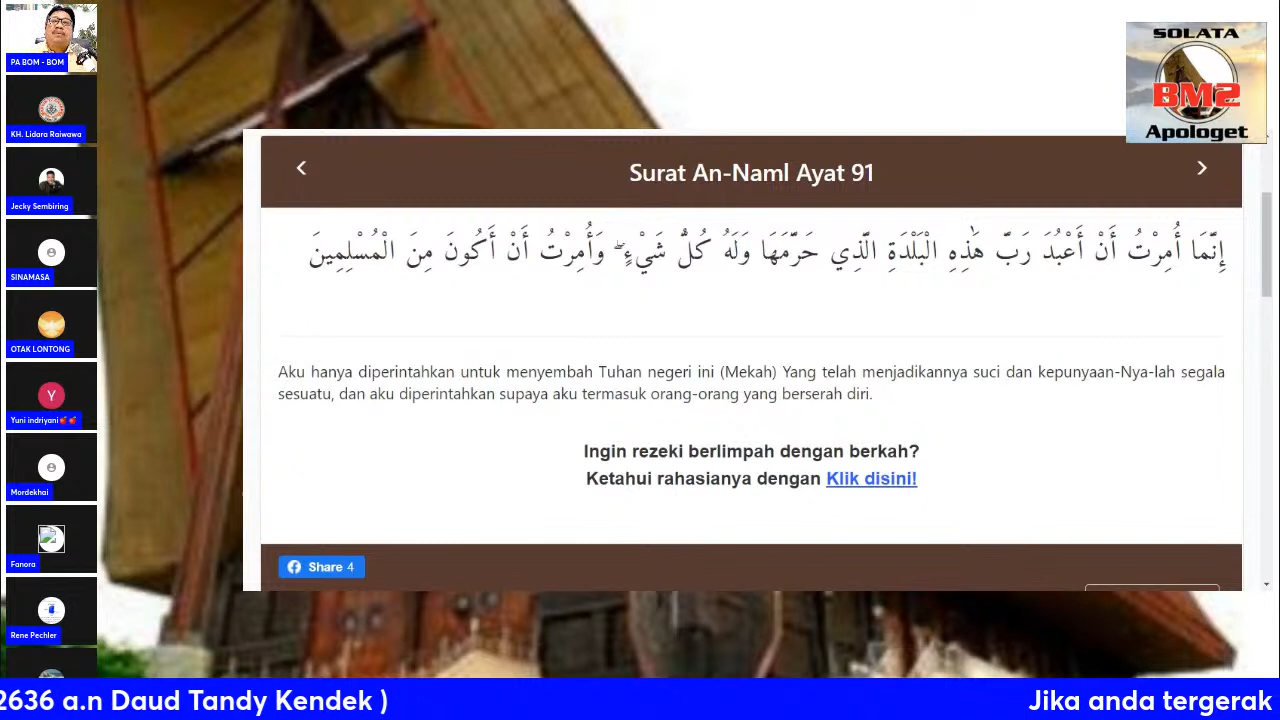 PA BOM - BOM
KH. Lidara Raiwawa
Jecky Sembiring
SINAMASA
OTAK LONTONG
Y
Yuni indriyani🍎🍎
Mordekhai
Fanora
Rene Pechler
SOLATA
BM2
Apologet
Surat An-Naml Ayat 91
إِنَّمَا أُمِرْتُ أَنْ أَعْبُدَ رَبَّ هَٰذِهِ الْبَلْدَةِ الَّذِي حَرَّمَهَا وَلَهُ كُلُّ شَيْءٍ ۖ وَأُمِرْتُ أَنْ أَكُونَ مِنَ الْمُسْلِمِينَ
Aku hanya diperintahkan untuk menyembah Tuhan negeri ini (Mekah) Yang telah menjadikannya suci dan kepunyaan-Nya-lah segala
sesuatu, dan aku diperintahkan supaya aku termasuk orang-orang yang berserah diri.
Ingin rezeki berlimpah dengan berkah?
Ketahui rahasianya dengan Klik disini!
Share 4
2636 a.n Daud Tandy Kendek )
Jika anda tergerak